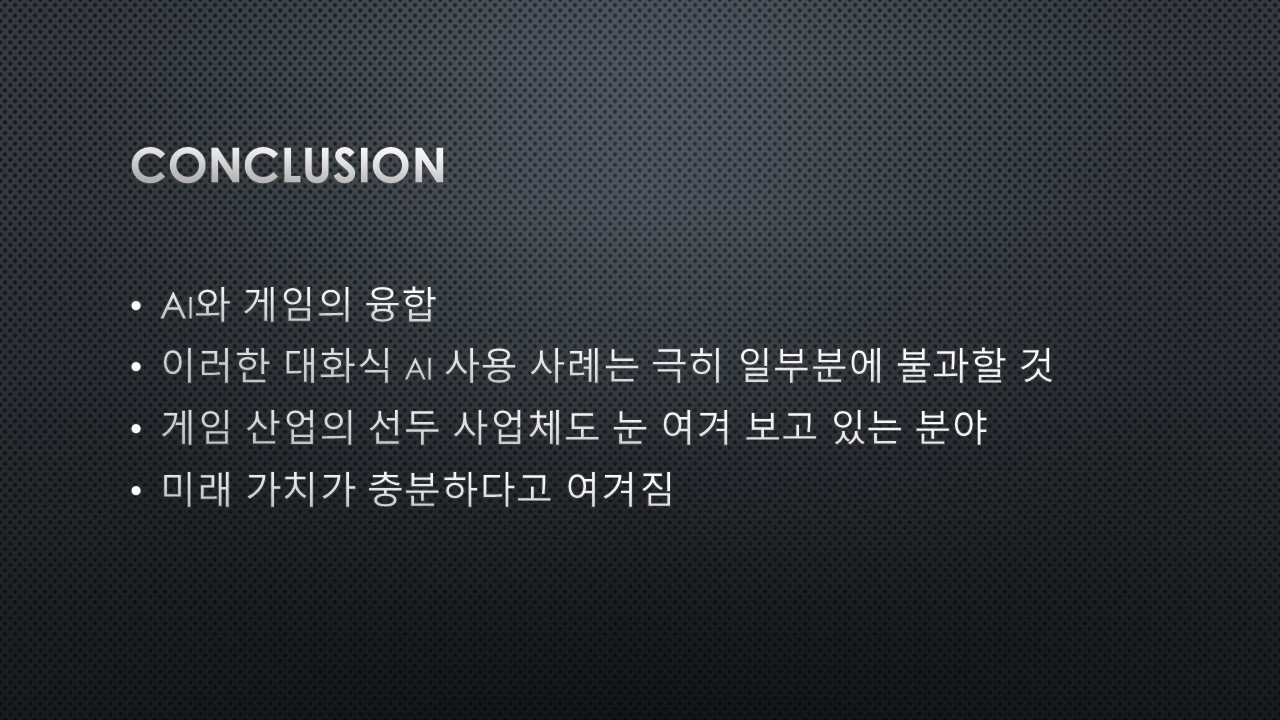 CONCLUSION
• AI와 게임의 융합
• 이러한 대화식 AI 사용 사례는 극히 일부분에 불과할 것
• 게임 산업의 선두 사업체도 눈 여겨 보고 있는 분야
• 미래 가치가 충분하다고 여겨짐